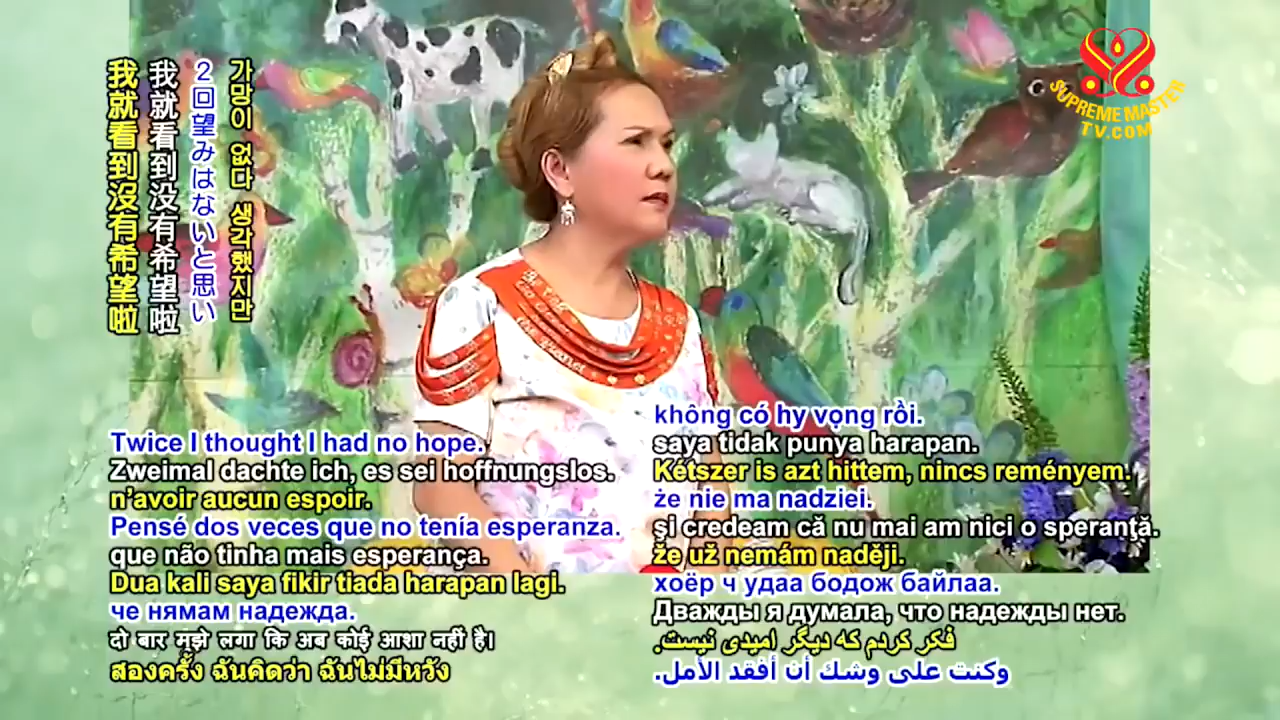 我就看到沒有希望啦
我就看到没有希望啦
2回望みはないと思い
가망이 없다 생각했지만
SUPREME MASTER
TV.COM
The Planet
Twice I thought I had no hope.
Zweimal dachte ich, es sei hoffnungslos.
n’avoir aucun espoir.
Pensé dos veces que no tenía esperanza.
que não tinha mais esperança.
Dua kali saya fikir tiada harapan lagi.
че нямам надежда.
दो बार मुझे लगा कि अब कोई आशा नहीं है।
สองครั้ง ฉันคิดว่า ฉันไม่มีหวัง
không có hy vọng rồi.
saya tidak punya harapan.
Kétszer is azt hittem, nincs reményem.
że nie ma nadziei.
şi credeam că nu mai am nici o speranţă.
že už nemám naději.
хоёр ч удаа бодож байлаа.
Дважды я думала, что надежды нет.
فکر کردم که دیگر امیدی نیست.
وكنت على وشك أن أفقد الأمل.